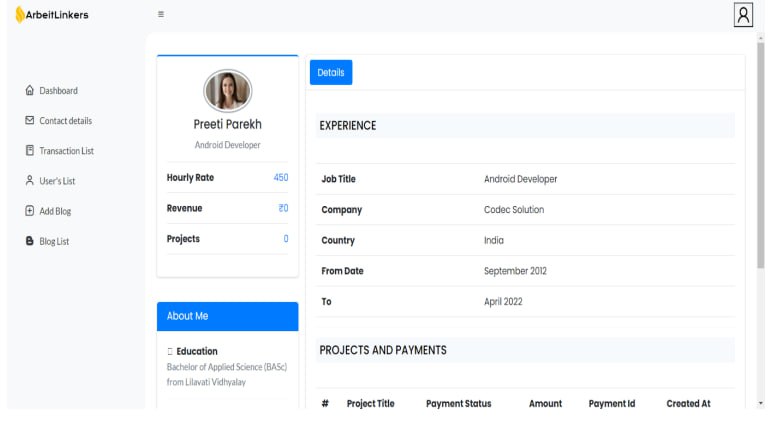 ArbeitLinkers
Dashboard
Contact details
Transaction List
User's List
Add Blog
Blog List
Preeti Parekh
Android Developer
Hourly Rate 450
Revenue ₹0
Projects 0
About Me
Education
Bachelor of Applied Science (BASc)
from Lilavati Vidhyalay
Details
EXPERIENCE
Job Title Android Developer
Company Codec Solution
Country India
From Date September 2012
To April 2022
PROJECTS AND PAYMENTS
# Project Title Payment Status Amount Payment Id Created At